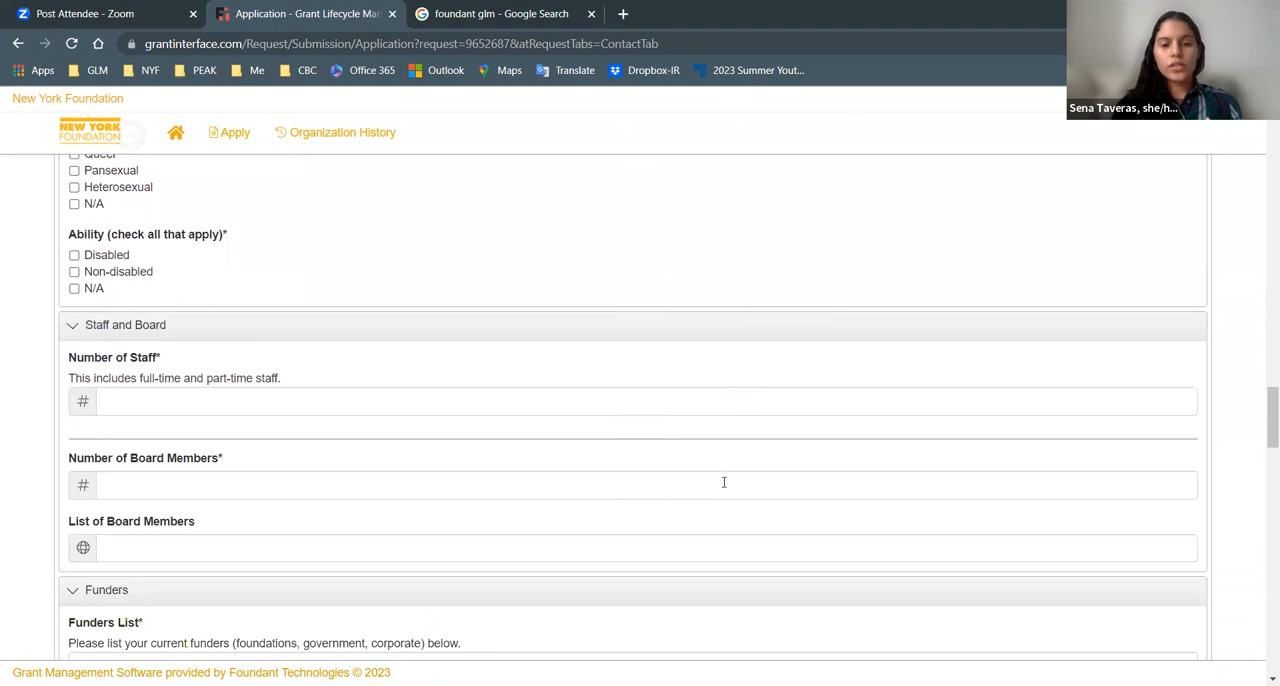 Post Attendee - Zoom
Application - Grant Lifecycle Mar
foundant glm - Google Search
grantinterface.com/Request/Submission/Application?request=9652687&atRequestTabs=ContactTab
Apps GLM NYF PEAK Me CBC Office 365 Outlook Maps Translate Dropbox-IR 2023 Summer Yout...
Sena Taveras, she/h...
New York Foundation
NEW YORK
FOUNDATION
Apply
Organization History
Queer
Pansexual
Heterosexual
N/A
Ability (check all that apply)*
Disabled
Non-disabled
N/A
Staff and Board
Number of Staff*
This includes full-time and part-time staff.
#
Number of Board Members*
#
List of Board Members
Funders
Funders List*
Please list your current funders (foundations, government, corporate) below.
Grant Management Software provided by Foundant Technologies © 2023